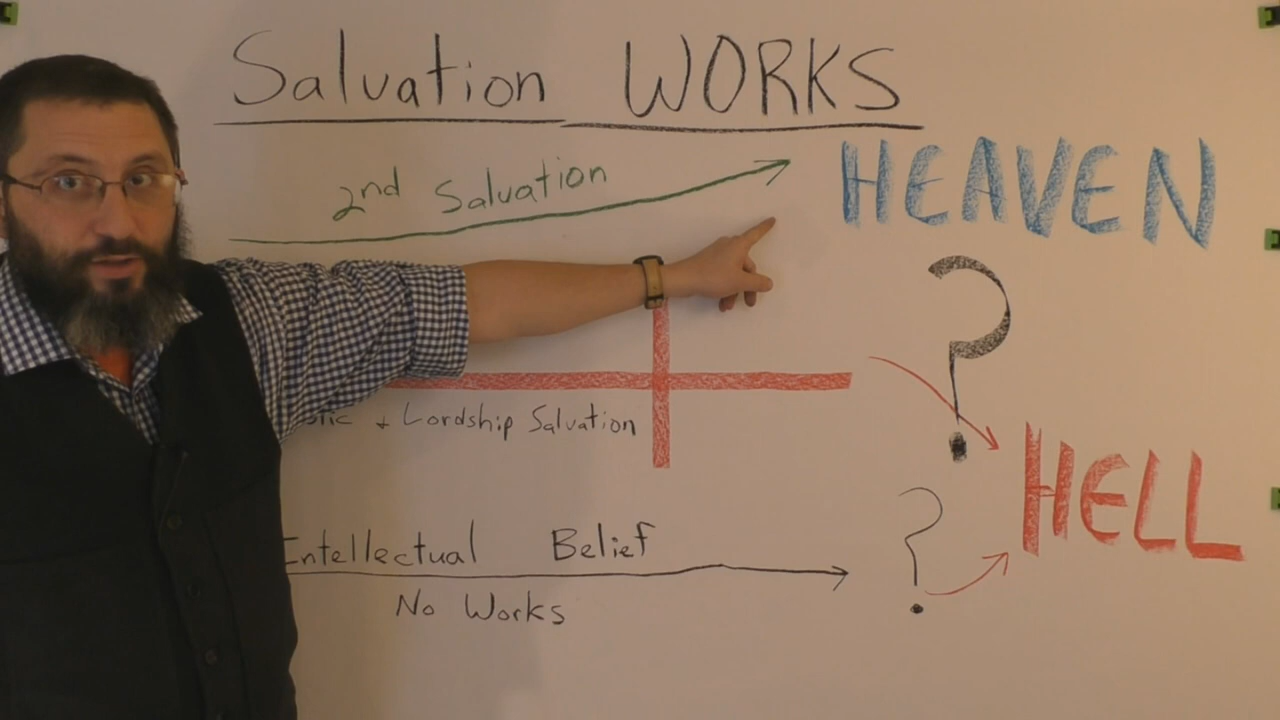 Salvation WORKS
2nd Salvation
HEAVEN
?
+ Lordship Salvation
HELL
Intellectual Belief
?
No Works